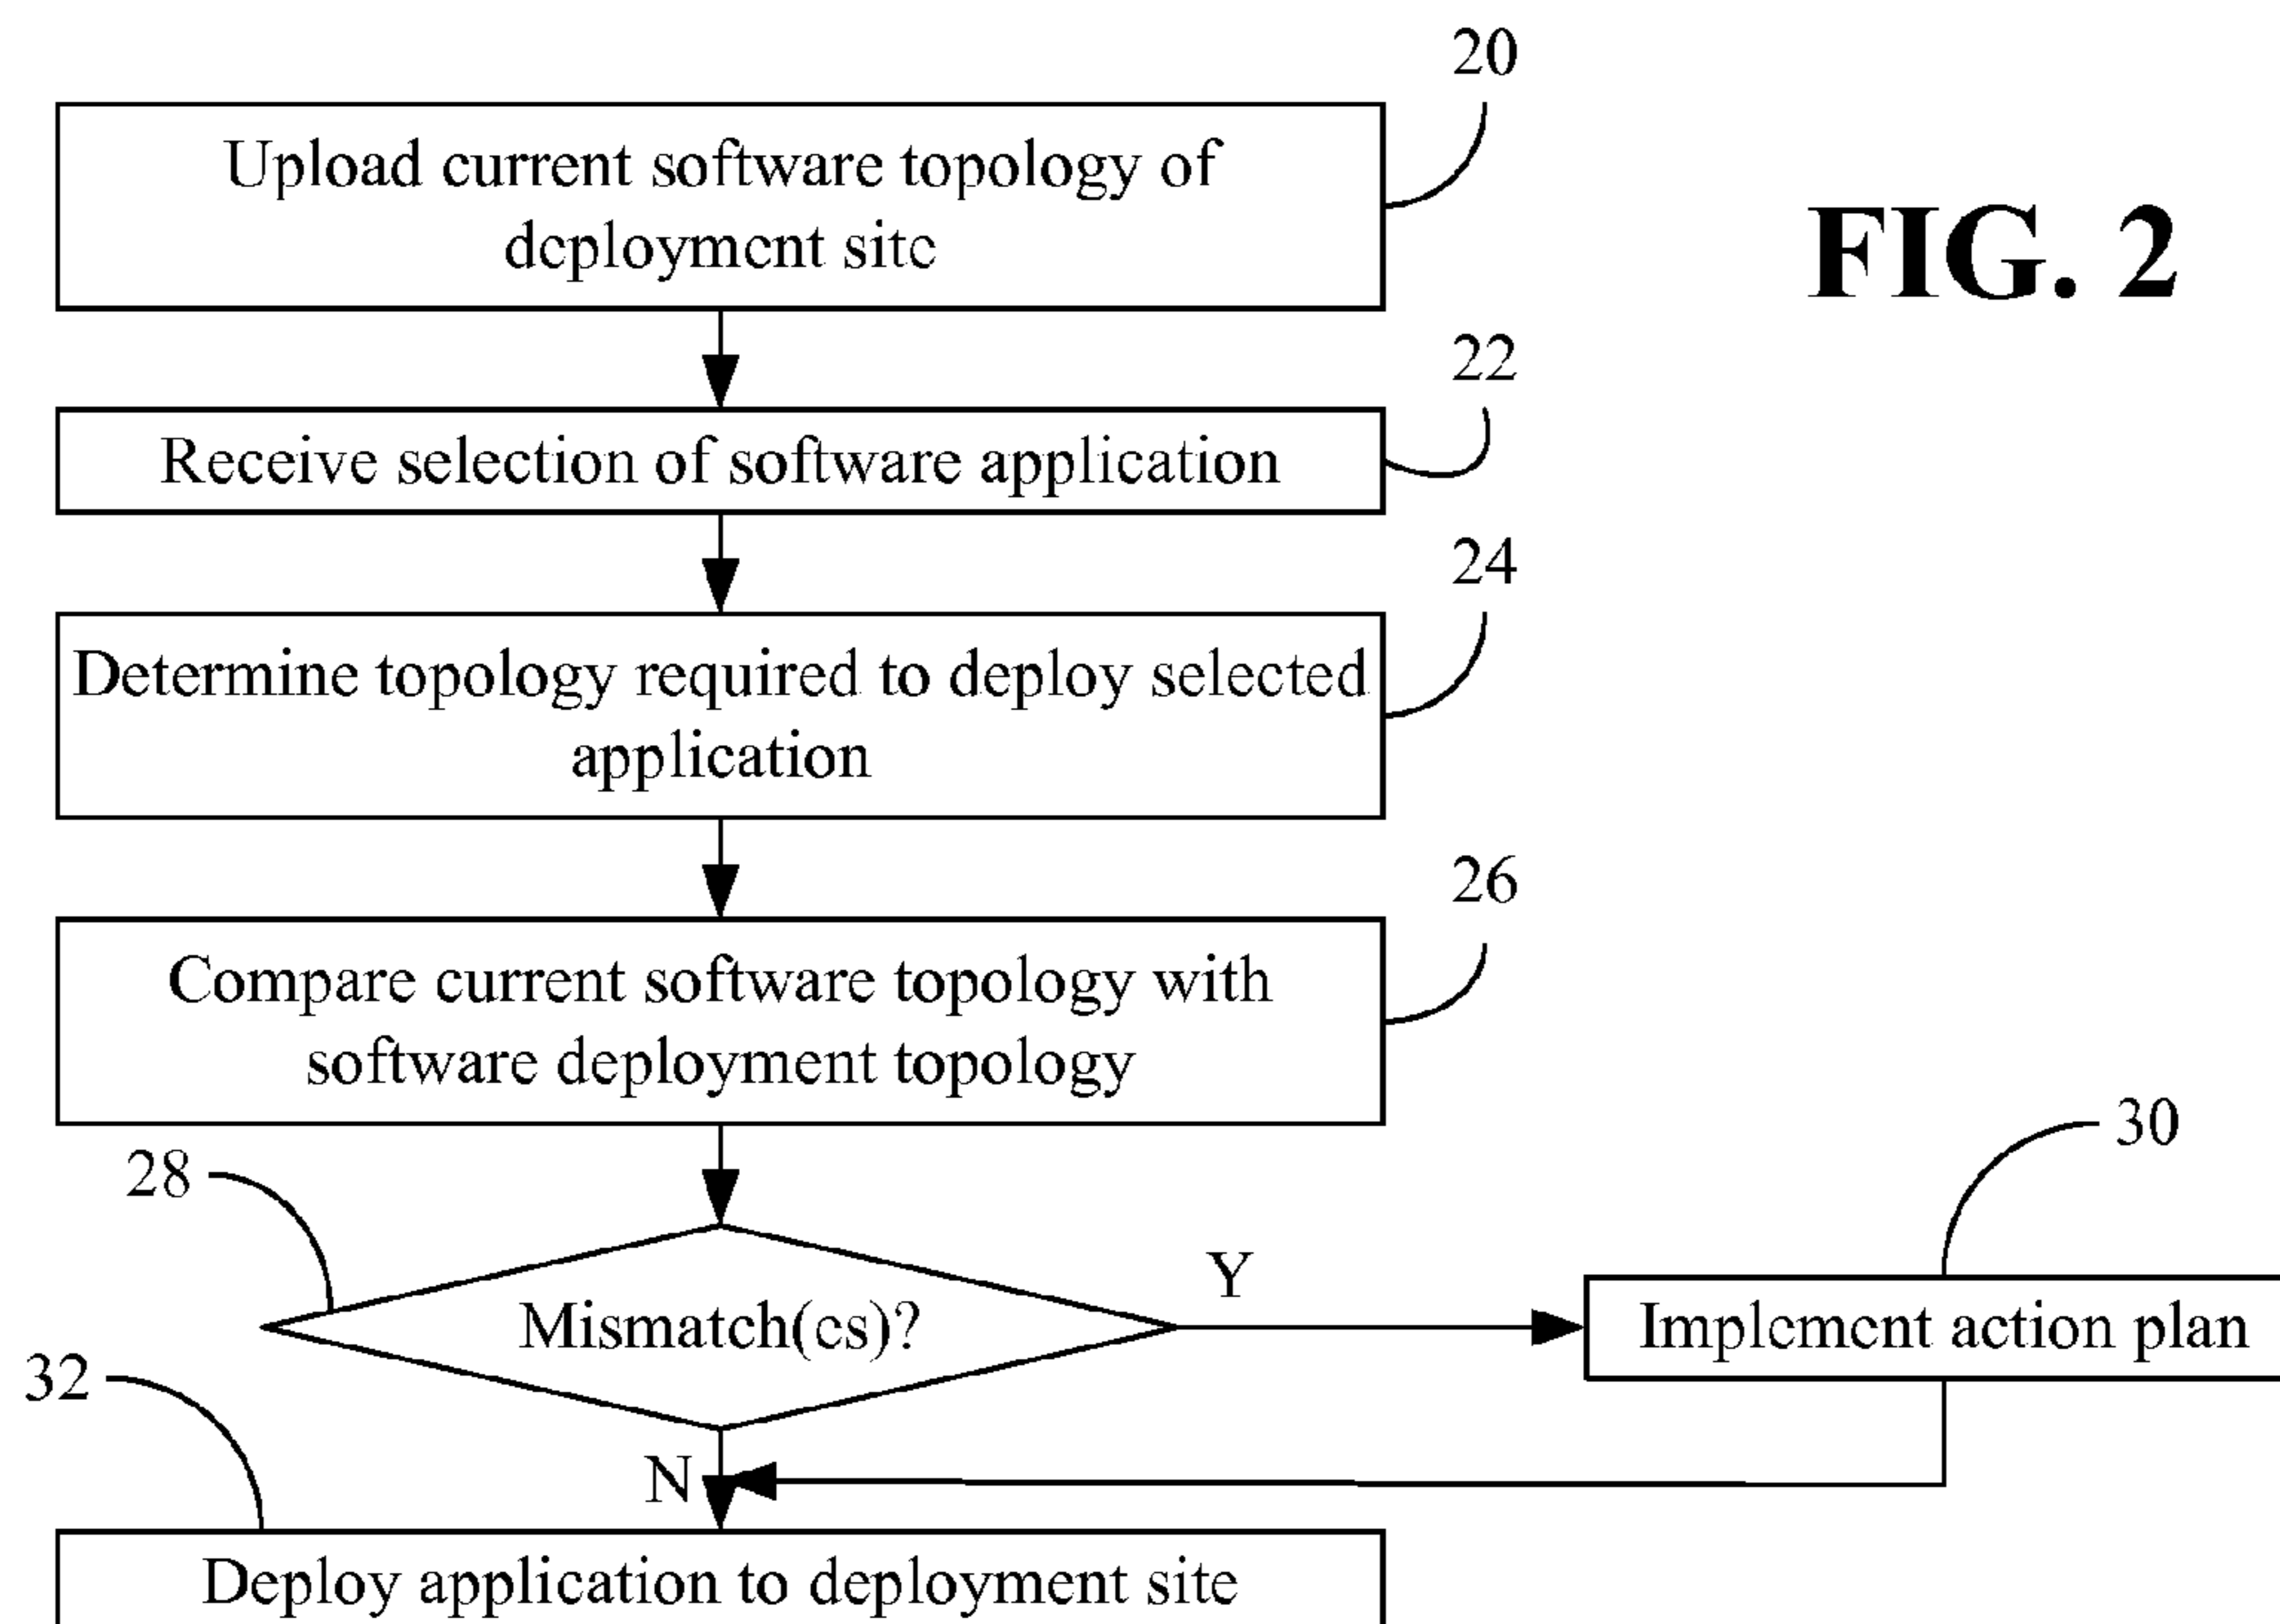 20
Upload current software topology of
deployment site
FIG. 2
22
Receive selection of software application
24
Determine topology required to deploy selected
application
26
Compare current software topology with
software deployment topology
30
28
Y
Mismatch(es)?
Implement action plan
32
N
Deploy application to deployment site